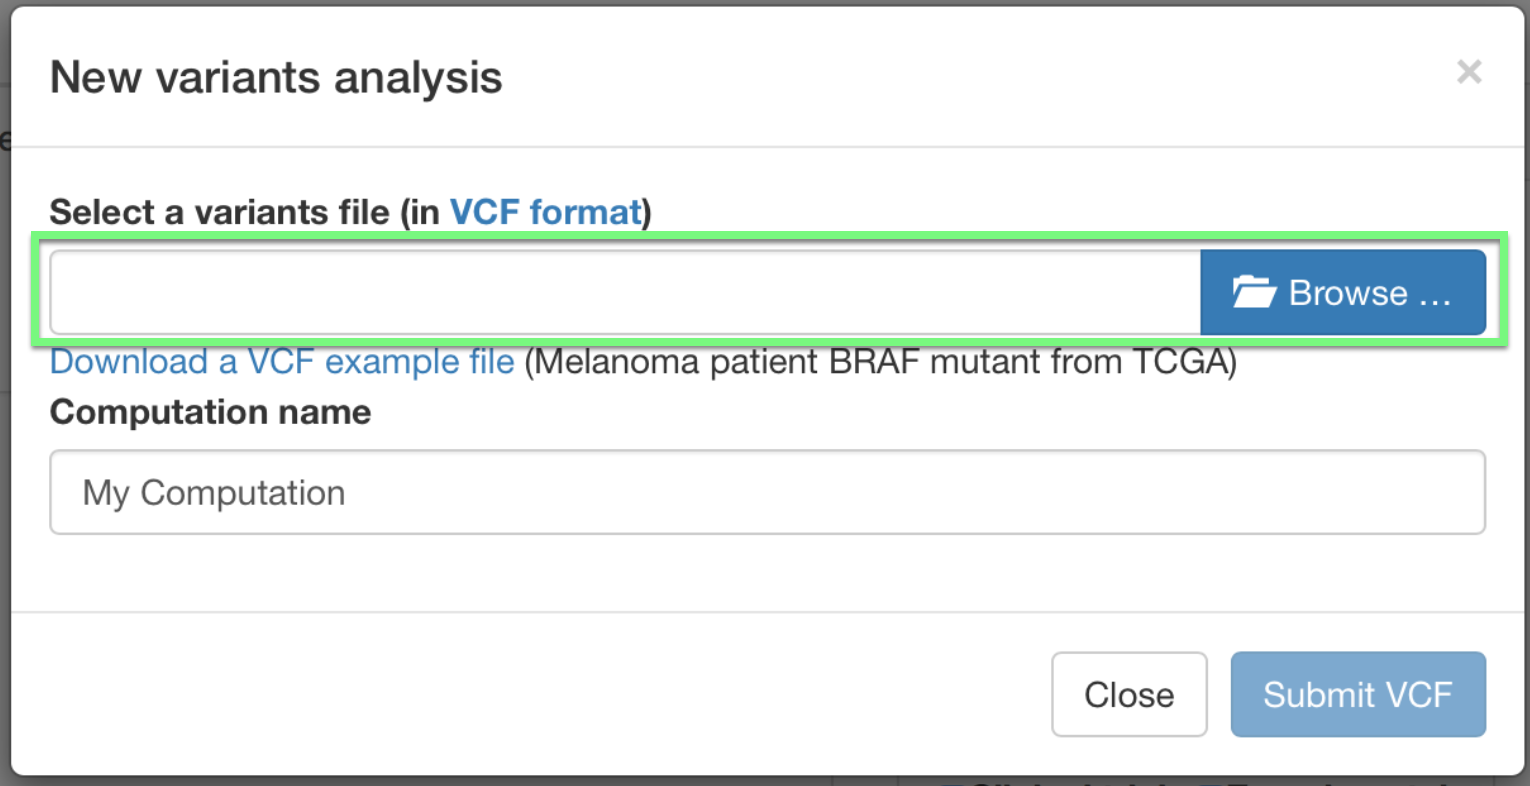 New variants analysis ×
Select a variants file (in VCF format)
Browse ...
Download a VCF example file (Melanoma patient BRAF mutant from TCGA)
Computation name
My Computation
Close Submit VCF